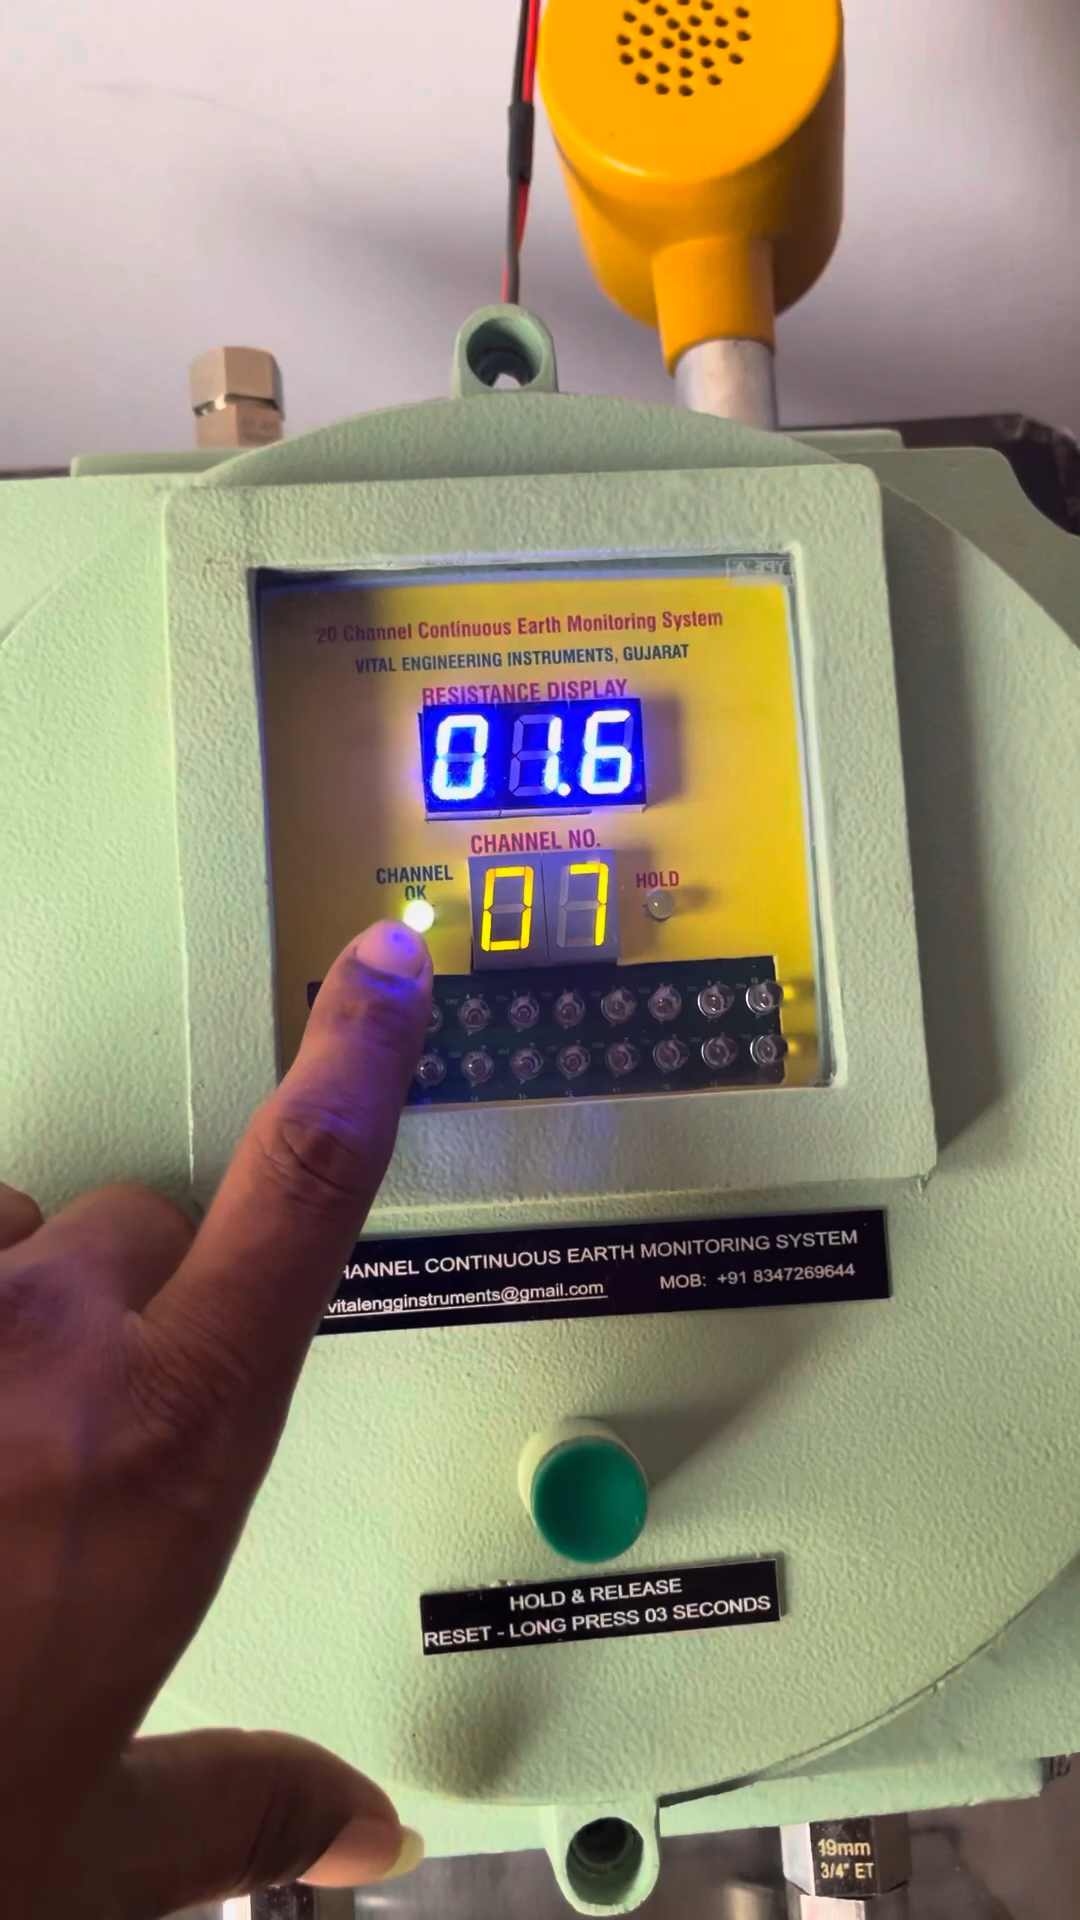 20 Channel Continuous Earth Monitoring System
VITAL ENGINEERING INSTRUMENTS, GUJARAT
RESISTANCE DISPLAY
01.6
CHANNEL NO.
CHANNEL
OK
07
HOLD
HANNEL CONTINUOUS EARTH MONITORING SYSTEM
vitalengginstruments@gmail.com MOB: +91 8347269644
HOLD & RELEASE
RESET - LONG PRESS 03 SECONDS
19mm
3/4" ET